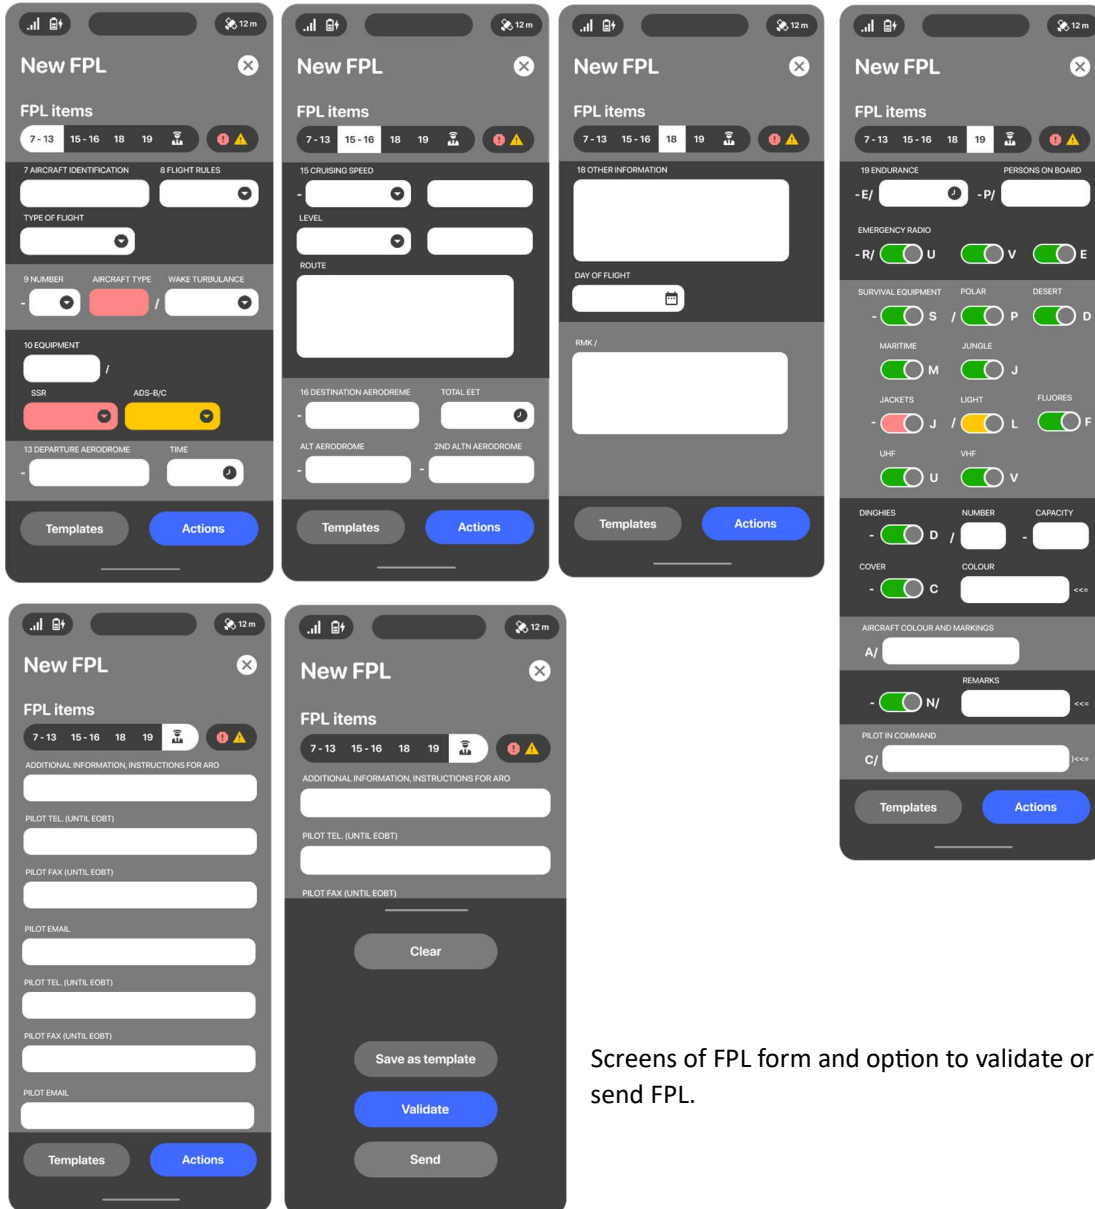 12 m
New FPL
FPL items
7 - 13 15 - 16 18 19
7 AIRCRAFT IDENTIFICATION 8 FLIGHT RULES
TYPE OF FLIGHT
9 NUMBER AIRCRAFT TYPE WAKE TURBULANCE
- /
10 EQUIPMENT
/
SSR ADS-B/C
13 DEPARTURE AERODROME TIME
-
Templates Actions
12 m
New FPL
FPL items
7 - 13 15 - 16 18 19
15 CRUISING SPEED
-
LEVEL
ROUTE
16 DESTINATION AERODREME TOTAL EET
-
ALT AERODROME 2ND ALTN AERODROME
- -
Templates Actions
12 m
New FPL
FPL items
7 - 13 15 - 16 18 19
18 OTHER INFORMATION
DAY OF FLIGHT
RMK /
Templates Actions
12 m
New FPL
FPL items
7 - 13 15 - 16 18 19
19 ENDURANCE PERSONS ON BOARD
- E/ - P/
EMERGENCY RADIO
- R/ U V E
SURVIVAL EQUIPMENT POLAR DESERT
- S / P D
MARITIME JUNGLE
M J
JACKETS LIGHT FLUORES
- J / L F
UHF VHF
U V
DINGHIES NUMBER CAPACITY
- D / -
COVER COLOUR
- C <<=
AIRCRAFT COLOUR AND MARKINGS
A/
REMARKS
- N/ <<=
PILOT IN COMMAND
C/ )<<=
Templates Actions
12 m
New FPL
FPL items
7 - 13 15 - 16 18 19
ADDITIONAL INFORMATION, INSTRUCTIONS FOR ARO
PILOT TEL. (UNTIL EOBT)
PILOT FAX (UNTIL EOBT)
PILOT EMAIL
PILOT TEL. (UNTIL EOBT)
PILOT FAX (UNTIL EOBT)
PILOT EMAIL
Templates Actions
12 m
New FPL
FPL items
7 - 13 15 - 16 18 19
ADDITIONAL INFORMATION, INSTRUCTIONS FOR ARO
PILOT TEL. (UNTIL EOBT)
PILOT FAX (UNTIL EOBT)
Clear
Save as template
Validate
Send
Screens of FPL form and option to validate or
send FPL.